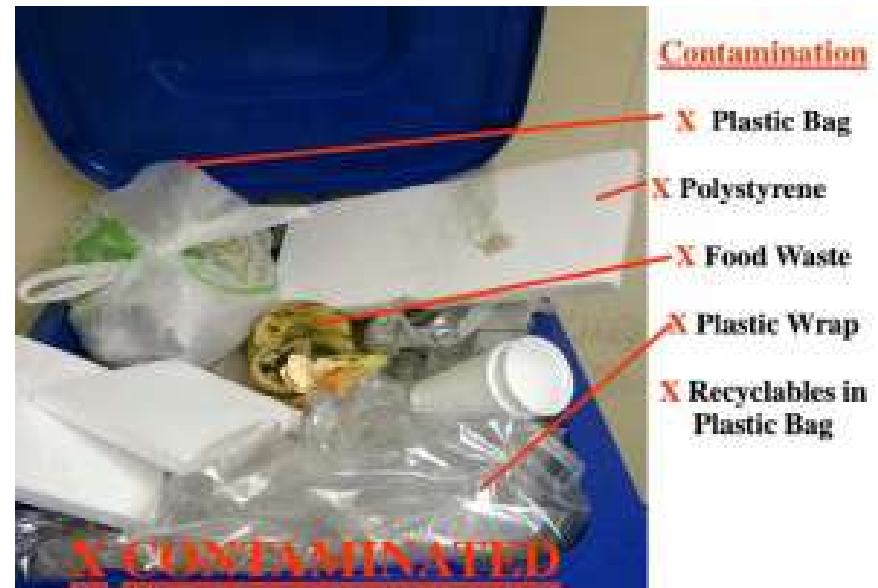 Contamination
X Plastic Bag
X Polystyrene
X Food Waste
X Plastic Wrap
X Recyclables in
Plastic Bag
X CONTAMINATED